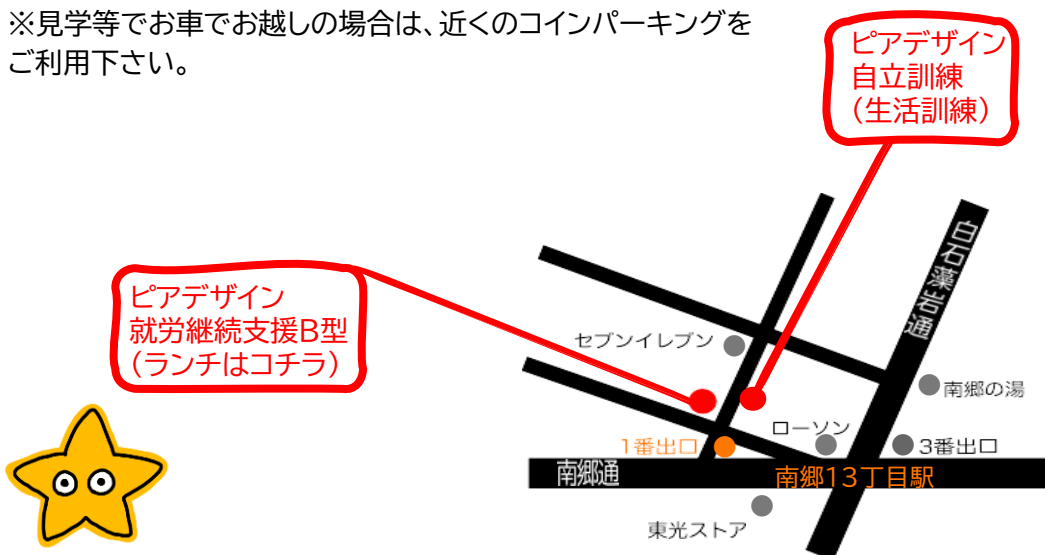 ※見学等でお車でお越しの場合は、近くのコインパーキングを
ご利用下さい。
ピアデザイン
自立訓練
（生活訓練）
白石藻岩通
ピアデザイン
就労継続支援B型
（ランチはコチラ）
セブンイレブン
南郷の湯
ローソン
1番出口
3番出口
南郷通
南郷13丁目駅
東光ストア